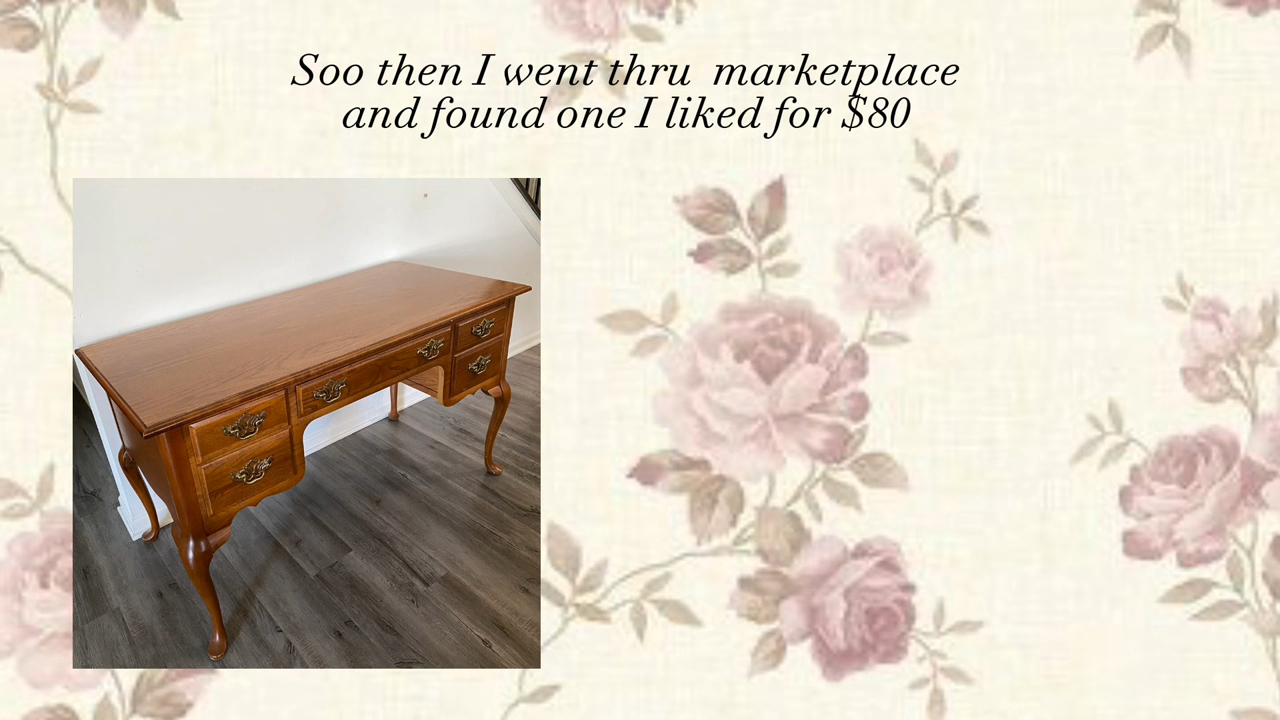 Soo then I went thru marketplace
and found one I liked for $80